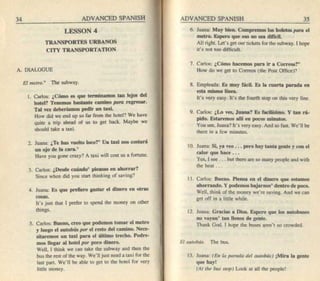 34 ADVANCED SPANISH
LESSON 4
TRANSPORTES URBANOS
CITY TRANSPORTATION
A. DIALOGUE
El metro.* The subway.
1. Carlos: ¿Cómo es que terminamos tan lejos del
hotel? Tenemos bastante camino para regresar.
Tal vez deberíamos pedir un taxi.
How did we end up so far from the hotel? We have
quite a trip ahead of us to get back. Maybe we
should take a taxi.
2. Juana: ¿Te has vuelto loco?* Un taxi nos costará
un ojo de la cara.*
Have you gone crazy? A taxi will cost us a fortune.
3. Carlos: ¿Desde cuándo* piensas en ahorrar?
Since when did you start thinking of saving?
4. Juana: Es que prefiero gastar el dinero en otras
cosas.
It's just that I prefer to spend the money on other
things.
5. Carlos: Bueno, creo que podemos tomar el metro
y luego el autobús por el resto del camino. Nece-
sitaremos un taxi para el último trecho. Podre-
mos llegar al hotel por poco dinero.
Well, I think we can take the subway and then the
bus the rest of the way. We'll just need a taxi for the
last part. We'll be able to get to the hotel for very
little money.
ADVANCED SPANISH 35
6. Juana: Muy bien. Compremos los boletos para el
metro. Espero que eso no sea difícil.
All right. Let's get our tickets for the subway. I hope
it's not too difficult.
7. Carlos: ¿Cómo hacemos para ir a Correos?*
How do we get to Correos (the Post Office)?
8. Empleada: Es muy fácil. Es la cuarta parada en
esta misma línea.
It's very easy. It's the fourth stop on this very line.
9. Carlos: ¿Lo ves, Juana? Es facilísimo. Y tan rá-
pido. Estaremos allí en pocos minutos.
You see, Juana? It's very easy. And so fast. We'll be
there in a few minutes.
10. Juana: Sí, ya veo . . . pero hay tanta gente y con el
calor que hace . . .
Yes, I see . . . but there are so many people and with
the heat . . .
11. Carlos: Bueno. Piensa en el dinero que estamos
ahorrando. Y podemos bajarnos* dentro de poco.
Well, think of the money we're saving. And we can
get off in a little while.
12. Juana: Gracias a Dios. Espero que los autobuses
no vayan* tan llenos de gente.
Thank God. I hope the buses aren't so crowded.
El autobús. The bus.
13. Juana: (En la parada del autobús) ¡Mira la gente
que hay!
(At the bus stop) Look at all the people!